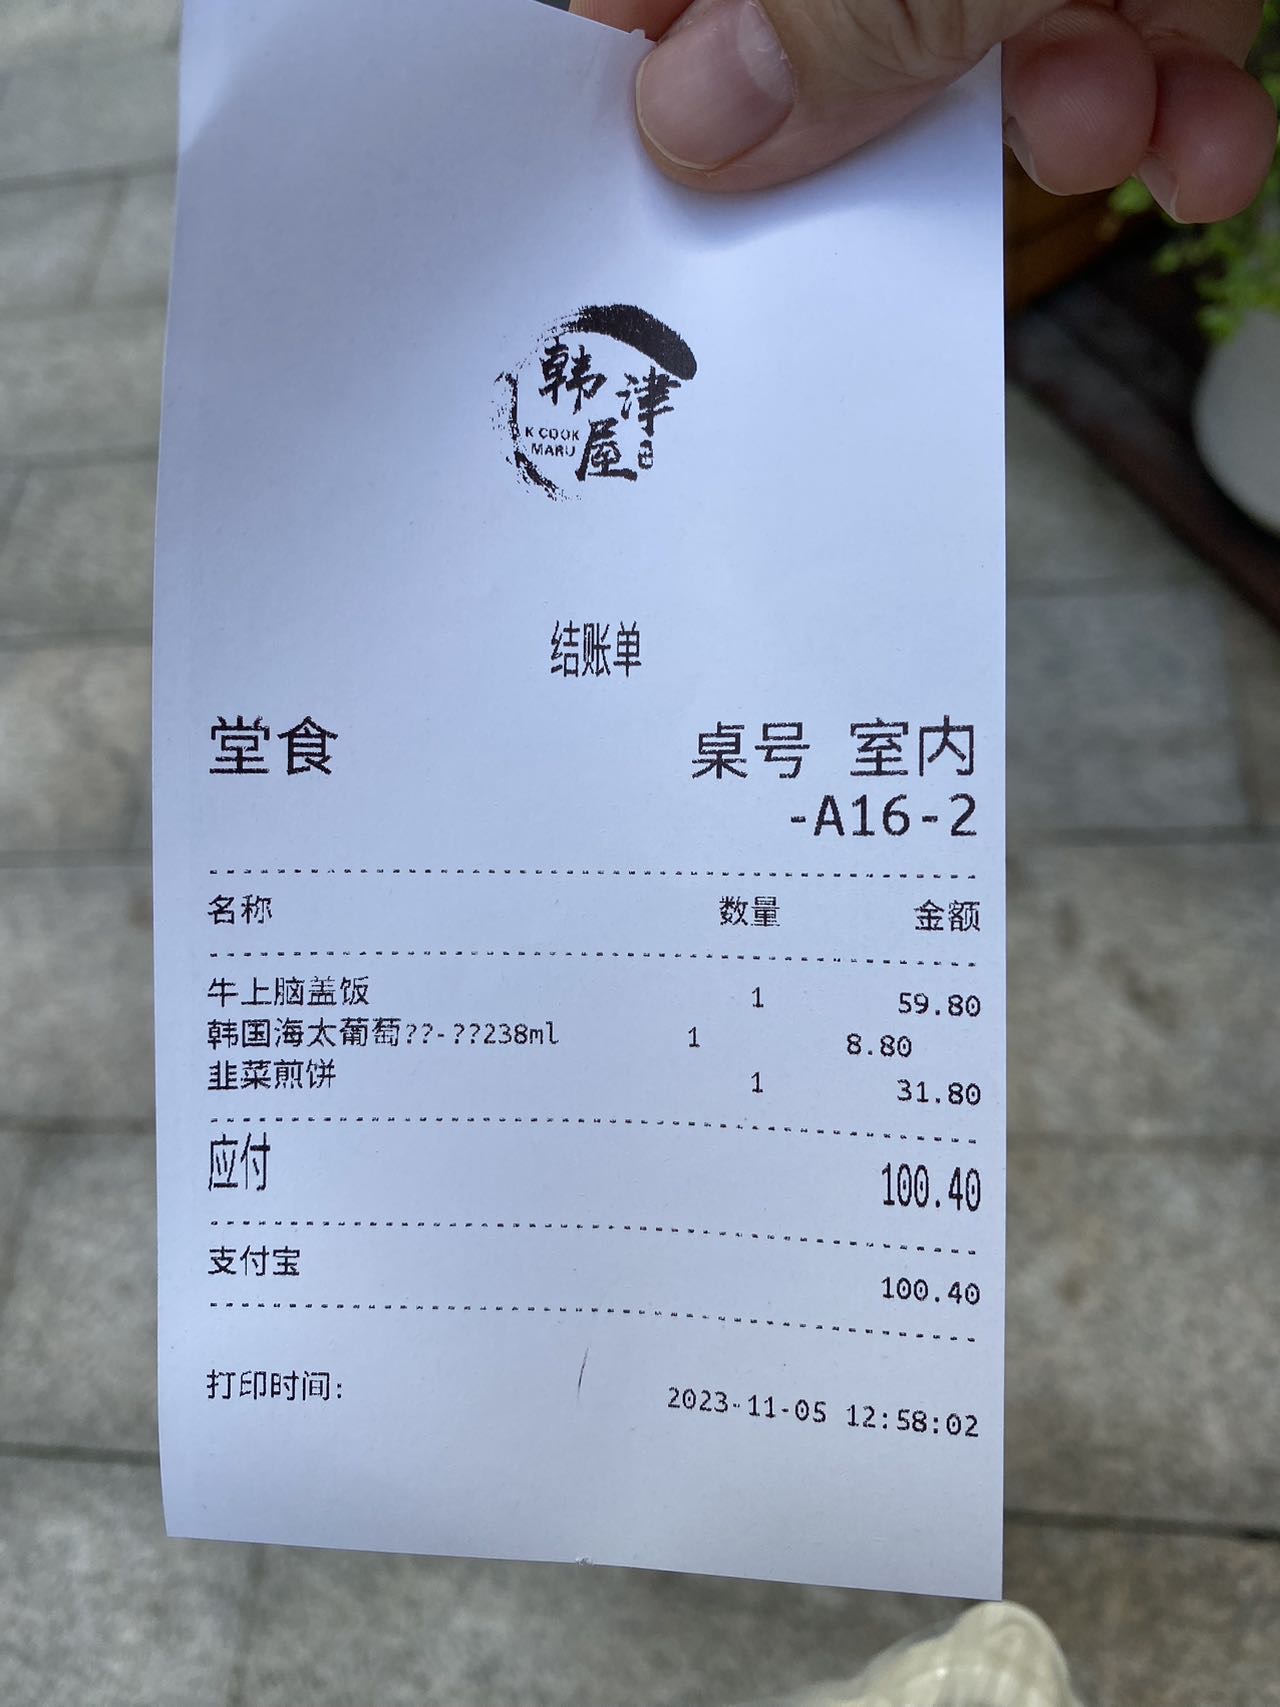 韩津屋
K COOK
MARU
结账单
堂食 桌号 室内
-A16-2
名称 数量 金额
牛上脑盖饭 1 59.80
韩国海太葡萄??-??238ml 1 8.80
韭菜煎饼 1 31.80
应付 100.40
支付宝 100.40
打印时间: 2023-11-05 12:58:02